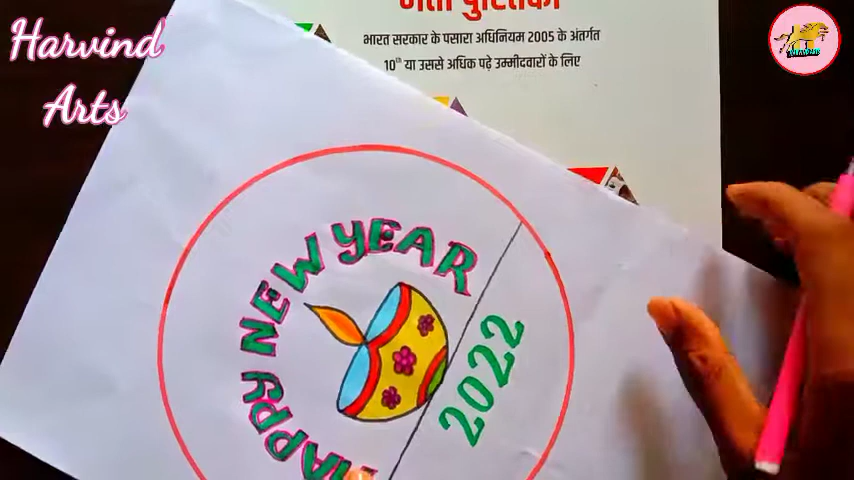 भर्ती पुस्तिका
भारत सरकार के पसारा अधिनियम 2005 के अंतर्गत
10th या उससे अधिक पढ़े उम्मीदवारों के लिए
Harvind
Arts
HAPPY NEW YEAR
2022